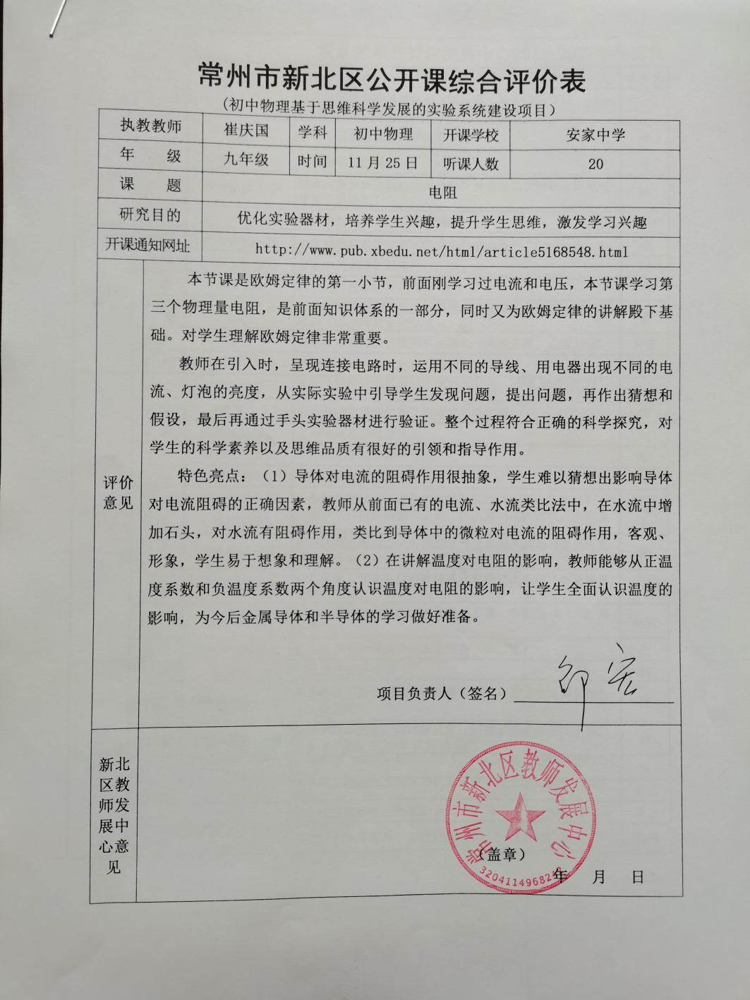 常州市新北区公开课综合评价表
(初中物理基于思维科学发展的实验系统建设项目)
执教教师 崔庆国 学科 初中物理 开课学校 安家中学
年 级 九年级 时间 11月25日 听课人数 20
课 题 电阻
研究目的 优化实验器材，培养学生兴趣，提升学生思维，激发学习兴趣
开课通知网址 http://www.pub.xbedu.net/html/article5168548.html
评价
意见
本节课是欧姆定律的第一小节，前面刚学习过电流和电压，本节课学习第
三个物理量电阻，是前面知识体系的一部分，同时又为欧姆定律的讲解殿下基
础。对学生理解欧姆定律非常重要。
教师在引入时，呈现连接电路时，运用不同的导线、用电器出现不同的电
流、灯泡的亮度，从实际实验中引导学生发现问题，提出问题，再作出猜想和
假设，最后再通过手头实验器材进行验证。整个过程符合正确的科学探究，对
学生的科学素养以及思维品质有很好的引领和指导作用。
特色亮点：（1）导体对电流的阻碍作用很抽象，学生难以猜想出影响导体
对电流阻碍的正确因素，教师从前面已有的电流、水流类比法中，在水流中增
加石头，对水流有阻碍作用，类比到导体中的微粒对电流的阻碍作用，客观、
形象，学生易于想象和理解。（2）在讲解温度对电阻的影响，教师能够从正温
度系数和负温度系数两个角度认识温度对电阻的影响，让学生全面认识温度的
影响，为今后金属导体和半导体的学习做好准备。
项目负责人（签名）
新北
区教
师发
展中
心意
见
常州市新北区教师发展中心
（盖章）
年 月 日